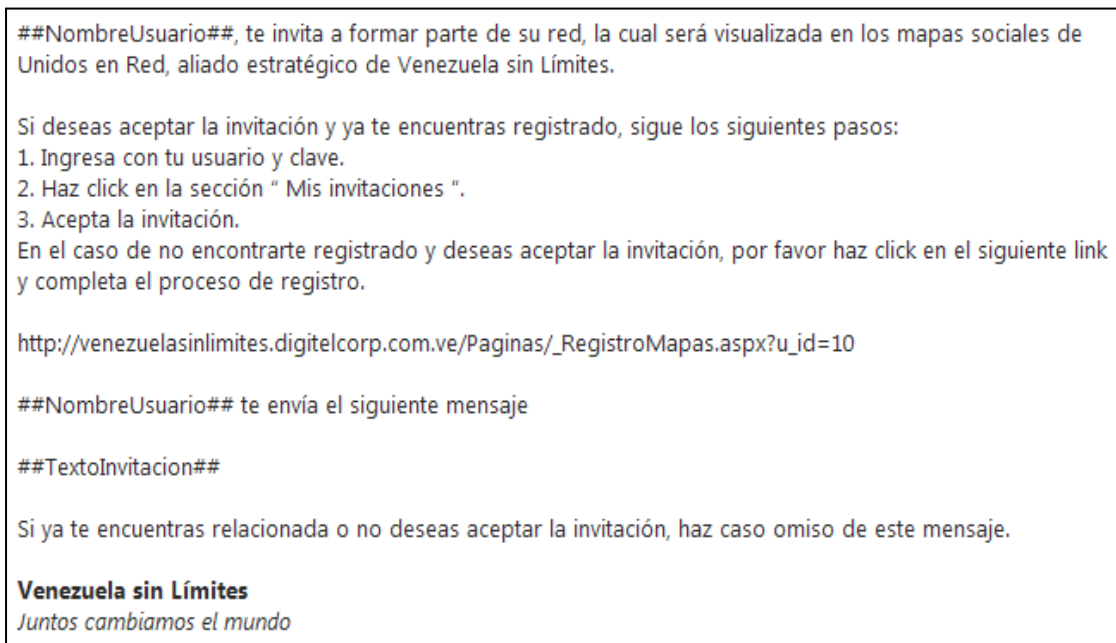 ##NombreUsuario##, te invita a formar parte de su red, la cual será visualizada en los mapas sociales de
Unidos en Red, aliado estratégico de Venezuela sin Límites.
Si deseas aceptar la invitación y ya te encuentras registrado, sigue los siguientes pasos:
1. Ingresa con tu usuario y clave.
2. Haz click en la sección “ Mis invitaciones “.
3. Acepta la invitación.
En el caso de no encontrarte registrado y deseas aceptar la invitación, por favor haz click en el siguiente link
y completa el proceso de registro.
http://venezuelasinlimites.digitelcorp.com.ve/Paginas/_RegistroMapas.aspx?u_id=10
##NombreUsuario## te envía el siguiente mensaje
##TextoInvitacion##
Si ya te encuentras relacionada o no deseas aceptar la invitación, haz caso omiso de este mensaje.
Venezuela sin Límites
Juntos cambiamos el mundo